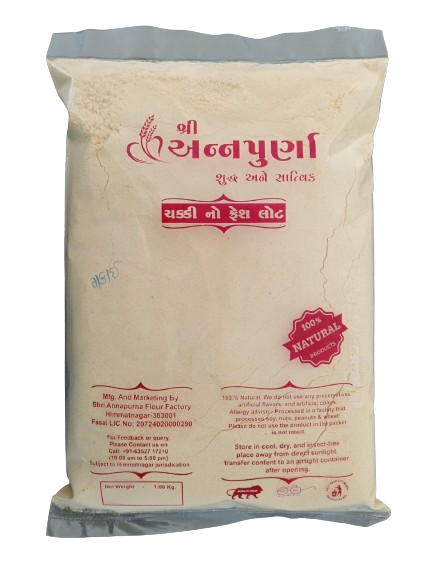 શ્રી
અન્નપુર્ણા
શુદ્ધ અને સાત્વિક
ચક્કી નો ફ્રેશ લોટ
100%
NATURAL
PRODUCTS
Mfg. And Marketing by
Shri Annapurna Flour Factory
Himmatnagar-383001
Fssai LIC No: 20724020000290
For Feedback or query,
Please Contact us on
Call: +91-63527 17210
(10:00 am to 5:00 pm)
Subject to Himmatnagar jurisdication
Net Weight - 1.00 Kg.
100% Natural. We do not use any preservatives,
artificial flavors, and artificial colors.
Allergy advise:- Processed in a factory that
processes soy, nuts, peanuts & wheat
Please do not use the product in the packet
is not intact.
Store in cool, dry, and insect-free
place away from direct sunlight.
transfer content to an airtight container
after opening.